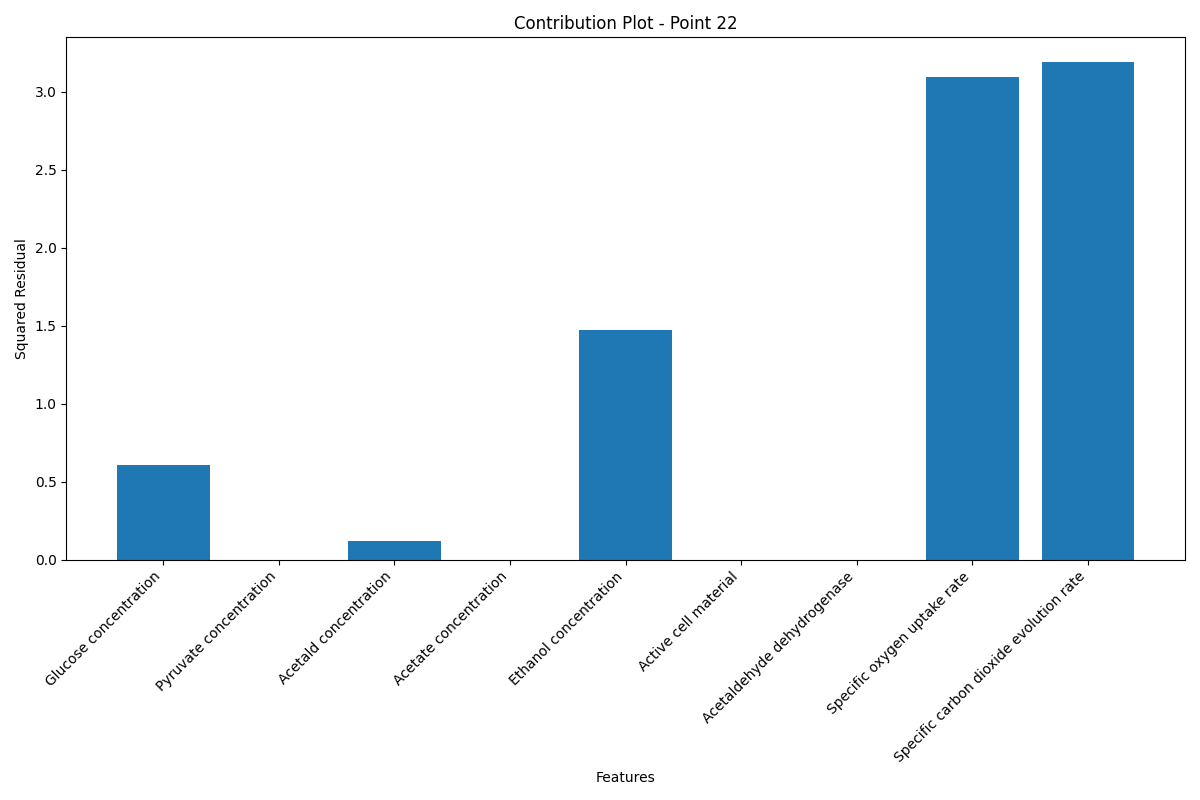 Contribution Plot - Point 22
Squared Residual
3.0
2.5
2.0
1.5
1.0
0.5
0.0
Glucose concentration
Pyruvate concentration
Acetald concentration
Acetate concentration
Ethanol concentration
Active cell material
Acetaldehyde dehydrogenase
Specific oxygen uptake rate
Specific carbon dioxide evolution rate
Features